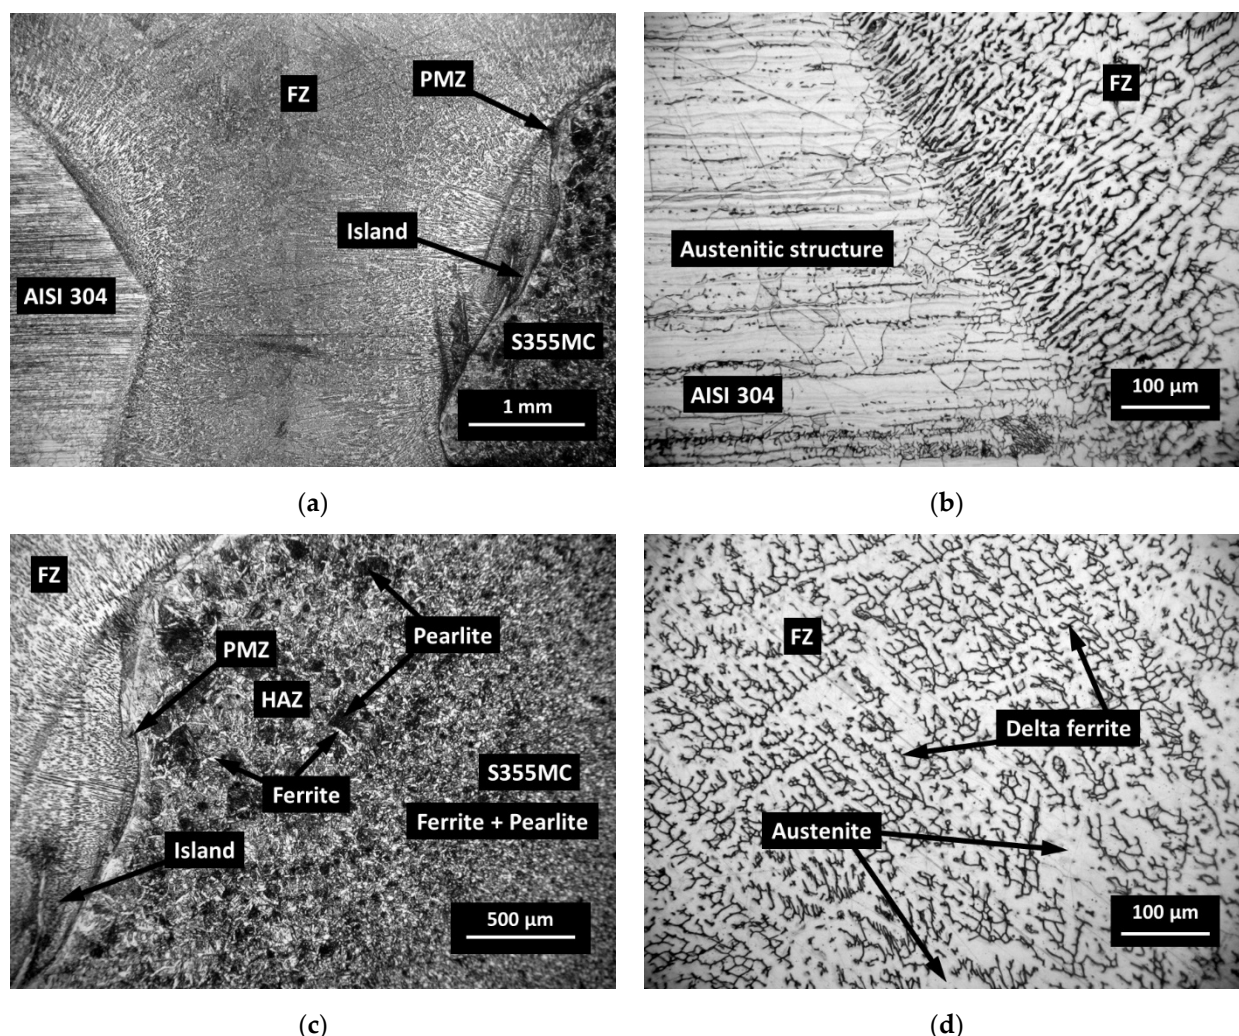 FZ
PMZ
Island
AISI 304
S355MC
1 mm
(a)
FZ
Austenitic structure
AISI 304
100 µm
(b)
FZ
Pearlite
PMZ
HAZ
S355MC
Ferrite
Ferrite + Pearlite
Island
500 µm
(c)
FZ
Delta ferrite
Austenite
100 µm
(d)